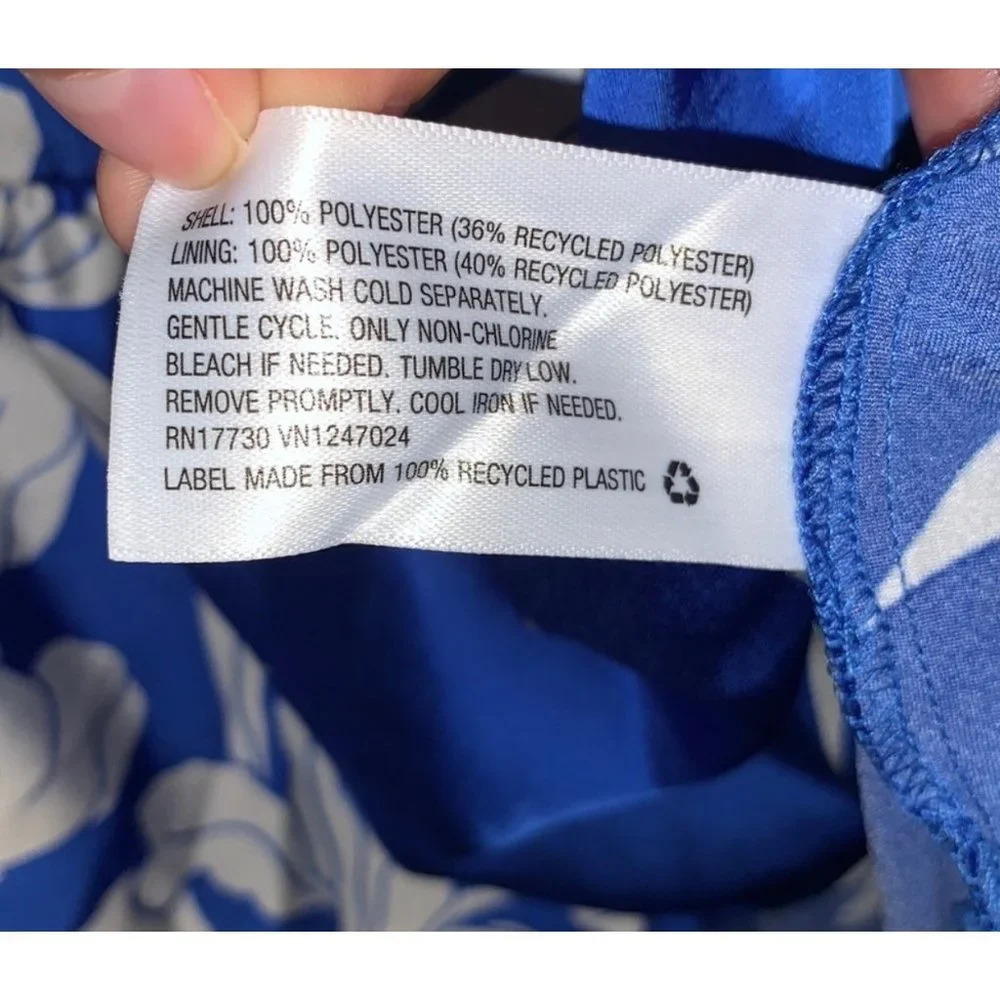 SHELL: 100% POLYESTER (36% RECYCLED POLYESTER)
LINING: 100% POLYESTER (40% RECYCLED POLYESTER)
MACHINE WASH COLD SEPARATELY.
GENTLE CYCLE. ONLY NON-CHLORINE
BLEACH IF NEEDED. TUMBLE DRY LOW.
REMOVE PROMPTLY. COOL IRON IF NEEDED.
RN17730 VN1247024
LABEL MADE FROM 100% RECYCLED PLASTIC